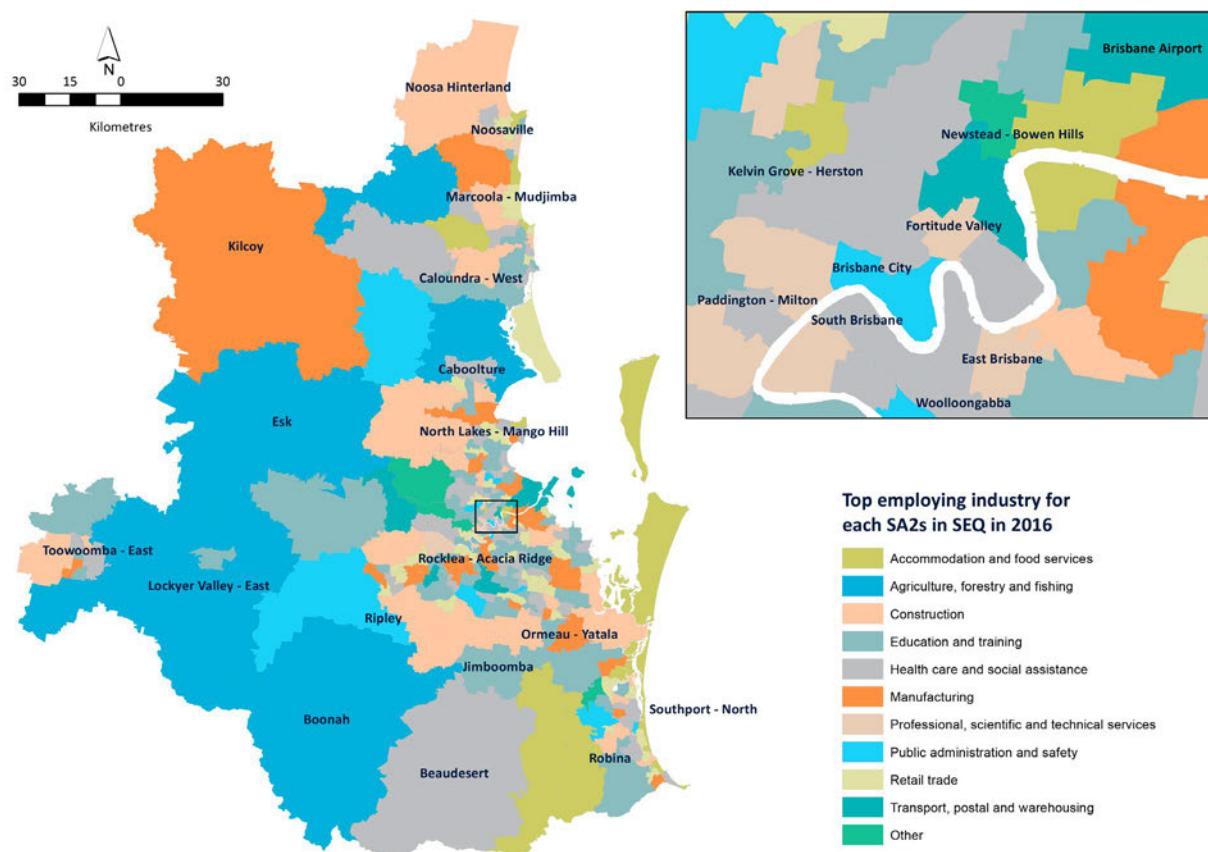 30 15 0 30
N
Kilometres
Noosa Hinterland
Noosaville
Marcoola - Mudjimba
Kilcoy
Caloundra - West
Caboolture
Esk
North Lakes - Mango Hill
Toowoomba - East
Rocklea - Acacia Ridge
Lockyer Valley - East
Ripley
Ormeau - Yatala
Jimboomba
Boonah
Southport - North
Robina
Beaudesert
Brisbane Airport
Newstead - Bowen Hills
Kelvin Grove - Herston
Fortitude Valley
Brisbane City
Paddington - Milton
South Brisbane
East Brisbane
Woolloongabba
Top employing industry for
each SA2s in SEQ in 2016
Accommodation and food services
Agriculture, forestry and fishing
Construction
Education and training
Health care and social assistance
Manufacturing
Professional, scientific and technical services
Public administration and safety
Retail trade
Transport, postal and warehousing
Other